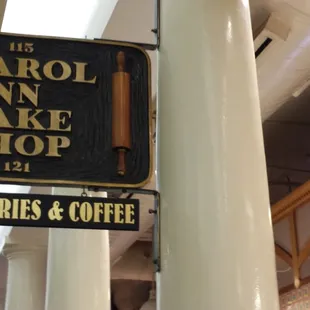 115
AROL
NN
AKE
HOP
121
RIES & COFFEE